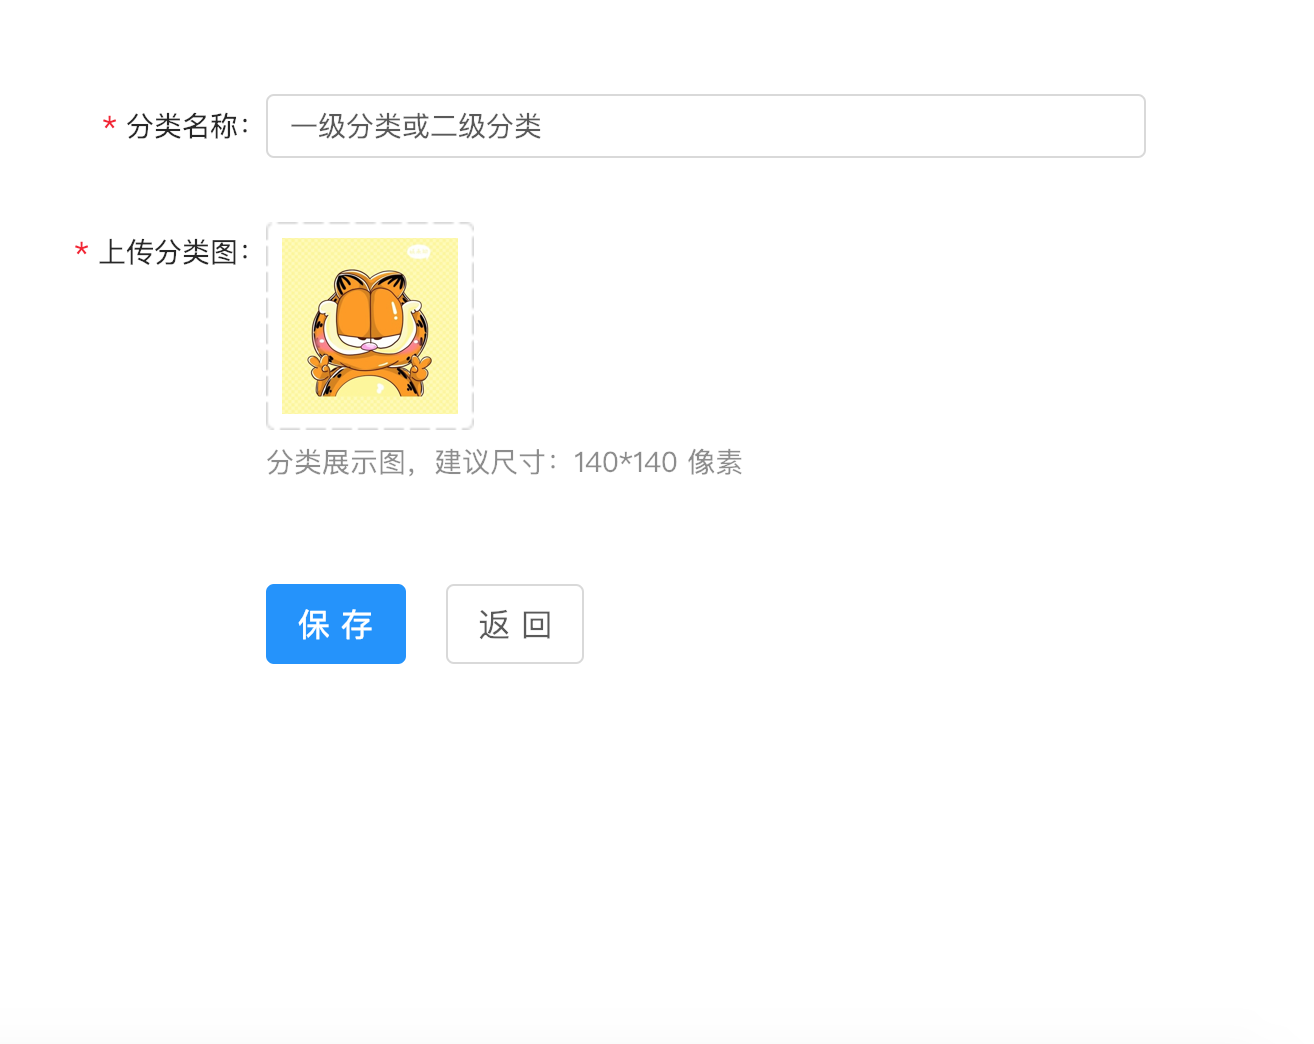 * 分类名称：
一级分类或二级分类
* 上传分类图：
分类展示图，建议尺寸：140*140 像素
保 存
返 回